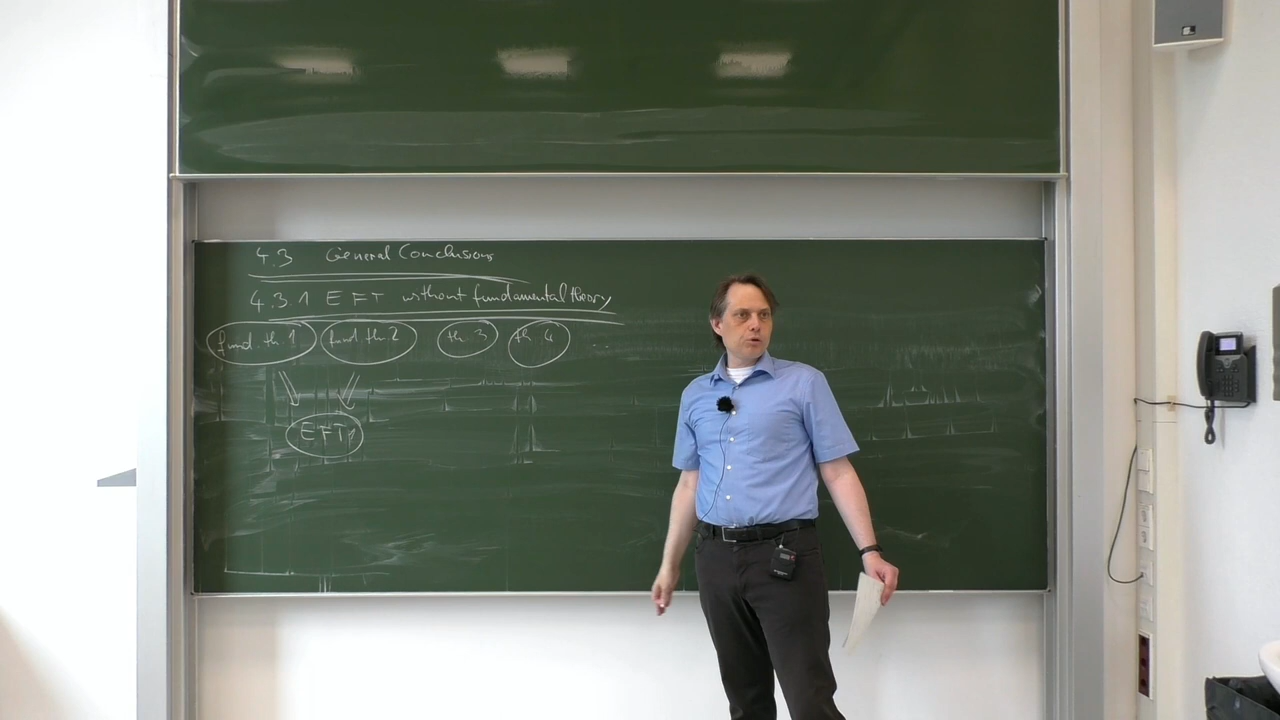 4.3 General Conclusions
4.3.1 EFT without fundamental theory
fund th. 1 fund th. 2 th. 3 th. 4 ...
EFT 1